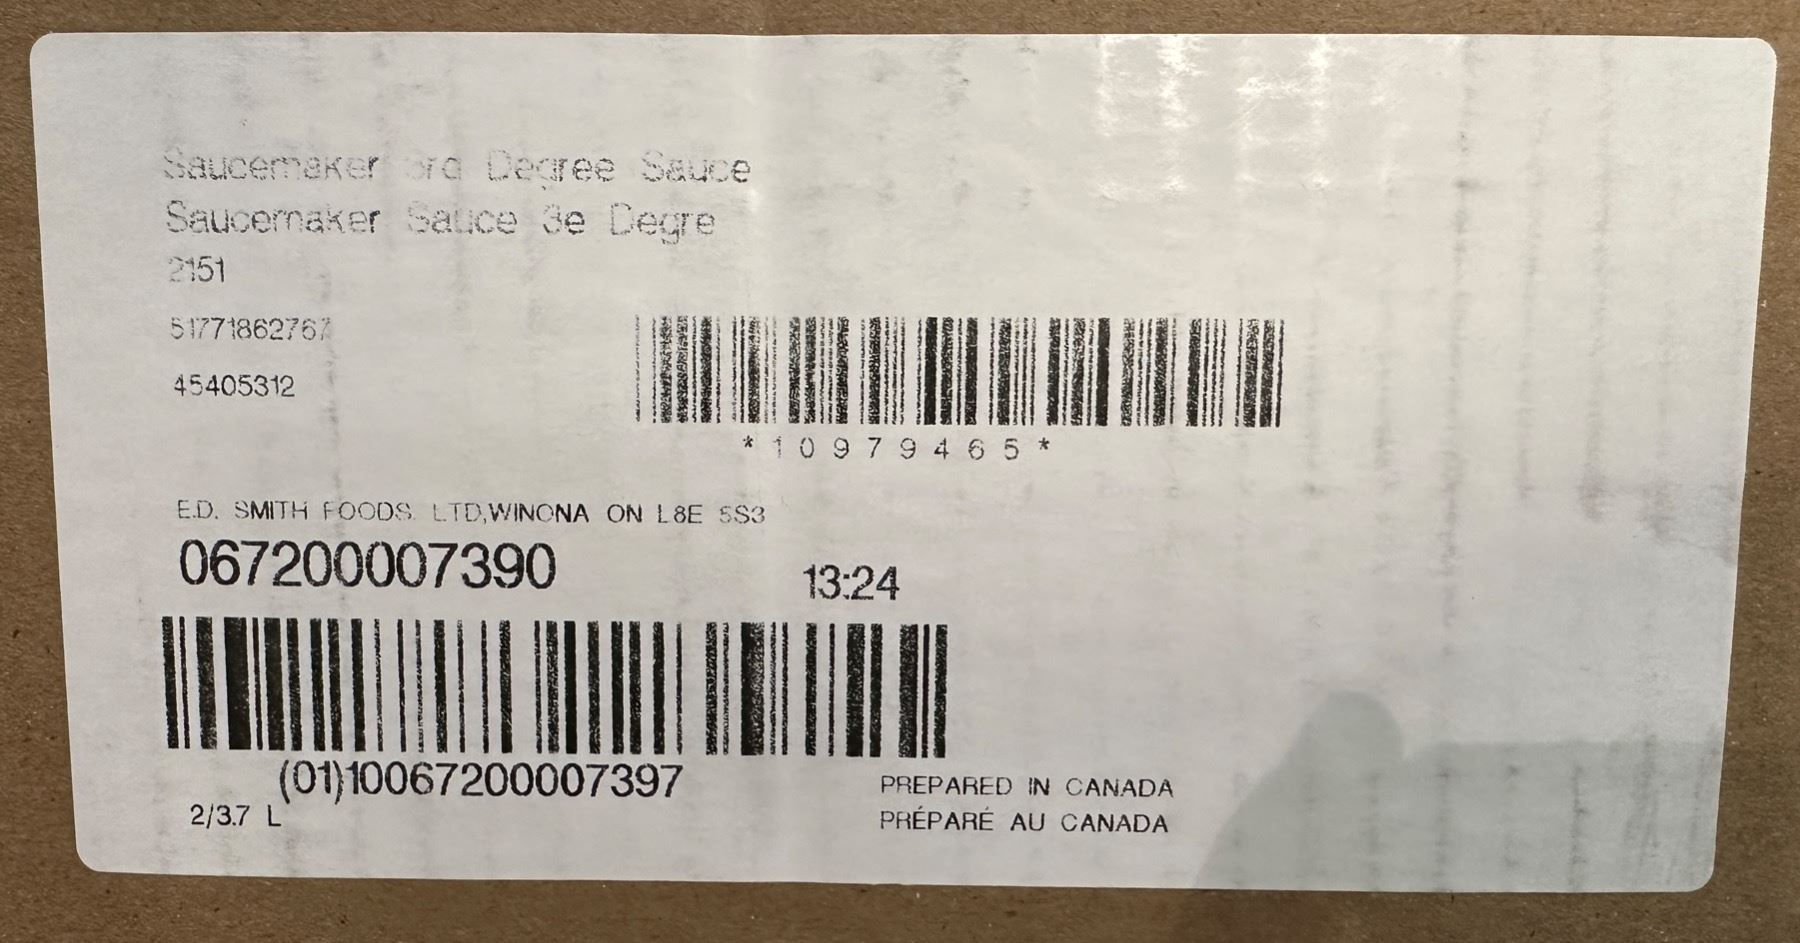 Saucemaker 3rd Degree Sauce
Saucemaker Sauce 3e Degre
2151
51771862767
45405312
*10979465*
E.D. SMITH FOODS, LTD,WINONA ON L8E 5S3
067200007390
13:24
(01)10067200007397
2/3.7 L
PREPARED IN CANADA
PRÉPARÉ AU CANADA